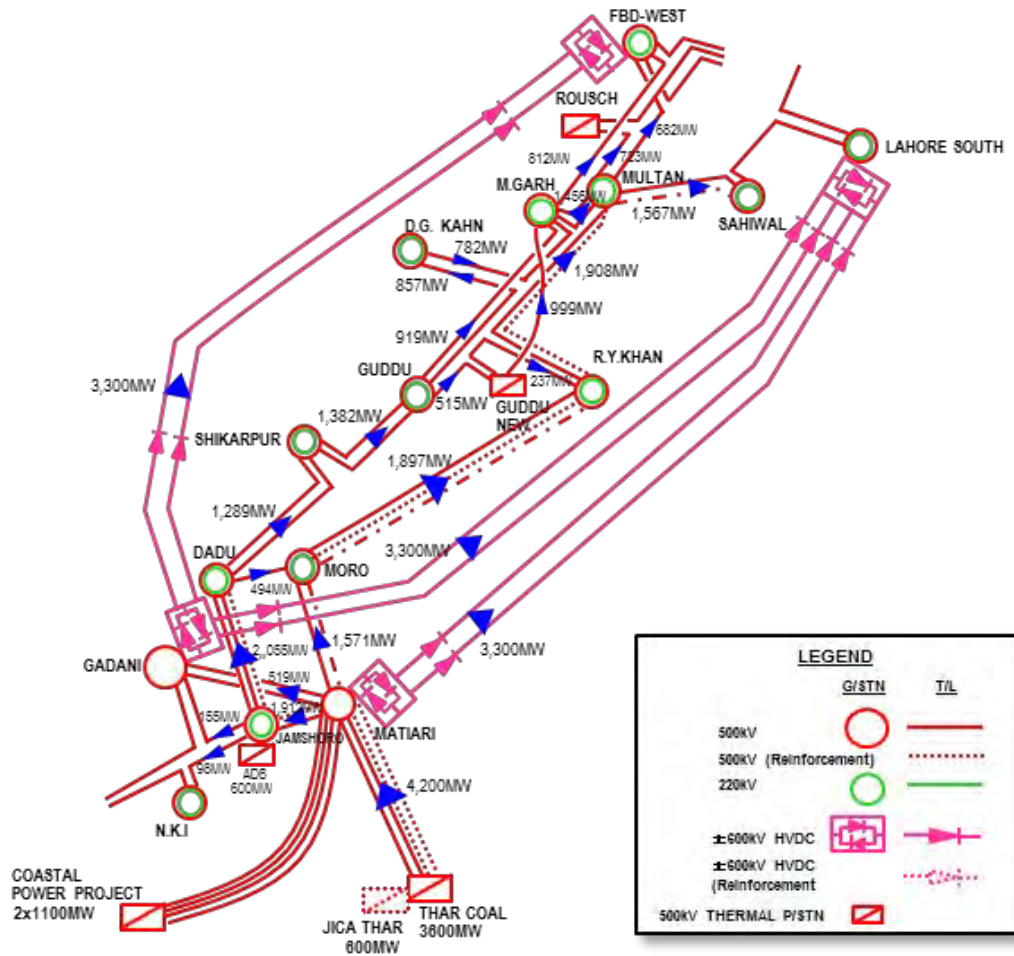 FBD-WEST
ROUSCH
682MW
LAHORE SOUTH
812MW
723MW
MULTAN
M.GARH
1,456MW
1,567MW
SAHIWAL
D.G. KAHN
782MW
857MW
1,908MW
999MW
919MW
R.Y.KHAN
3,300MW
GUDDU
237MW
515MW
GUDDU
NEW
1,382MW
SHIKARPUR
1,897MW
1,289MW
3,300MW
DADU
MORO
494MW
1,571MW
2,,055MW
3,300MW
GADANI
519MW
155MW
JAMSHORO
MATIARI
98MW
ADB
600MW
4,200MW
N.K.I
COASTAL
POWER PROJECT
2x1100MW
THAR COAL
3600MW
JICA THAR
600MW
LEGEND
G/STN T/L
500kV
500kV (Reinforcement)
220kV
±600kV HVDC
±600kV HVDC
(Reinforcement
500kV THERMAL P/STN